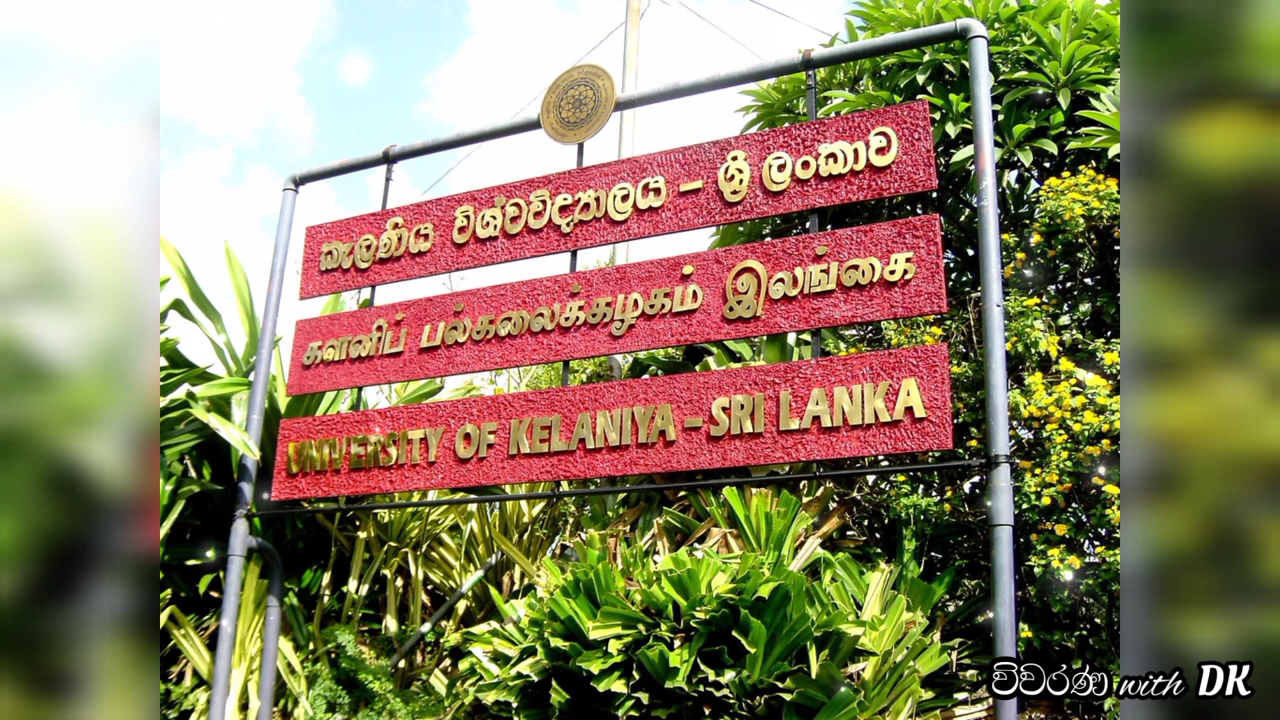 කැලණිය විශ්වවිද්‍යාලය – ශ්‍රී ලංකාව
களனிப் பல்கலைக்கழகம் இலங்கை
UNIVERSITY OF KELANIYA – SRI LANKA
විවරණ with DK